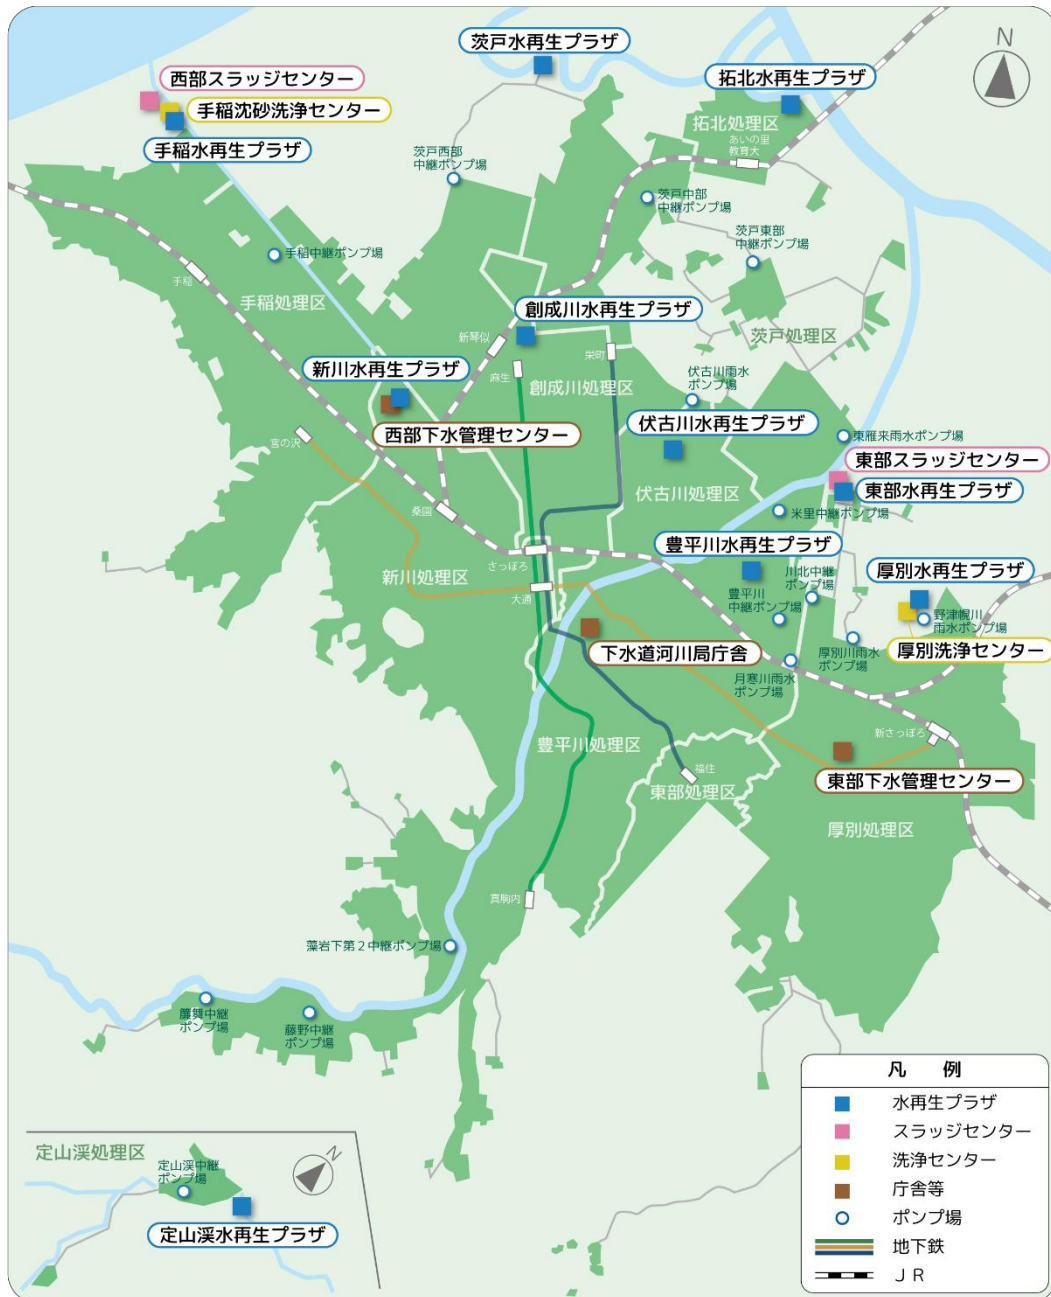 茨戸水再生プラザ
N
西部スラッジセンター
拓北水再生プラザ
手稲沈砂洗浄センター
拓北処理区
手稲水再生プラザ
あいの里
教育大
茨戸西部
中継ポンプ場
茨戸中部
中継ポンプ場
茨戸東部
中継ポンプ場
手稲中継ポンプ場
手稲
手稲処理区
創成川水再生プラザ
茨戸処理区
新琴似
栄町
新川水再生プラザ
麻生
創成川処理区
伏古川雨水
ポンプ場
伏古川水再生プラザ
西部下水管理センター
宮の沢
東雁来雨水ポンプ場
東部スラッジセンター
伏古川処理区
東部水再生プラザ
桑園
米里中継ポンプ場
豊平川水再生プラザ
さっぽろ
新川処理区
川北中継
ポンプ場
厚別水再生プラザ
大通
豊平川
中継ポンプ場
野津幌川
雨水ポンプ場
下水道河川局庁舎
厚別川雨水
ポンプ場
厚別洗浄センター
月寒川雨水
ポンプ場
新さっぽろ
豊平川処理区
福住
東部処理区
東部下水管理センター
厚別処理区
真駒内
藻岩下第2中継ポンプ場
簾舞中継
ポンプ場
藤野中継
ポンプ場
凡 例
水再生プラザ
スラッジセンター
洗浄センター
庁舎等
ポンプ場
地下鉄
JR
定山渓処理区
N
定山渓中継
ポンプ場
定山渓水再生プラザ